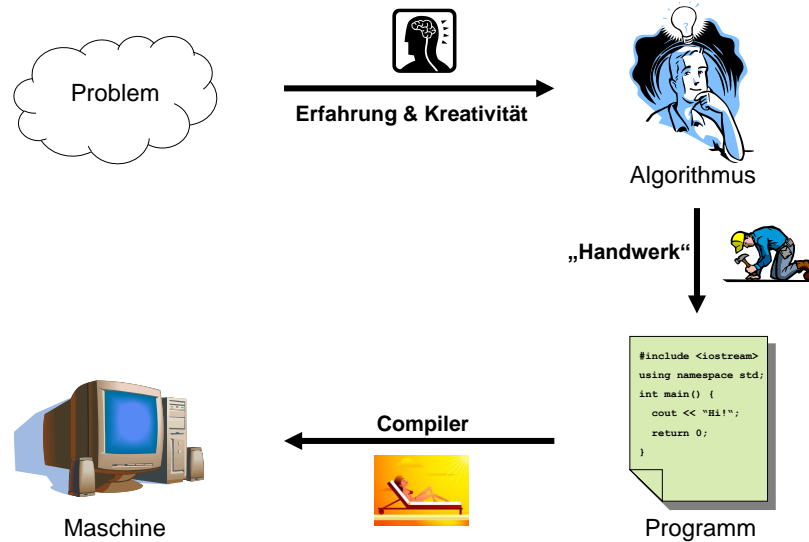 Problem
Erfahrung & Kreativität
Algorithmus
„Handwerk“
#include <iostream>
using namespace std;
int main() {
cout << “Hi!“;
return 0;
}
Programm
Compiler
Maschine